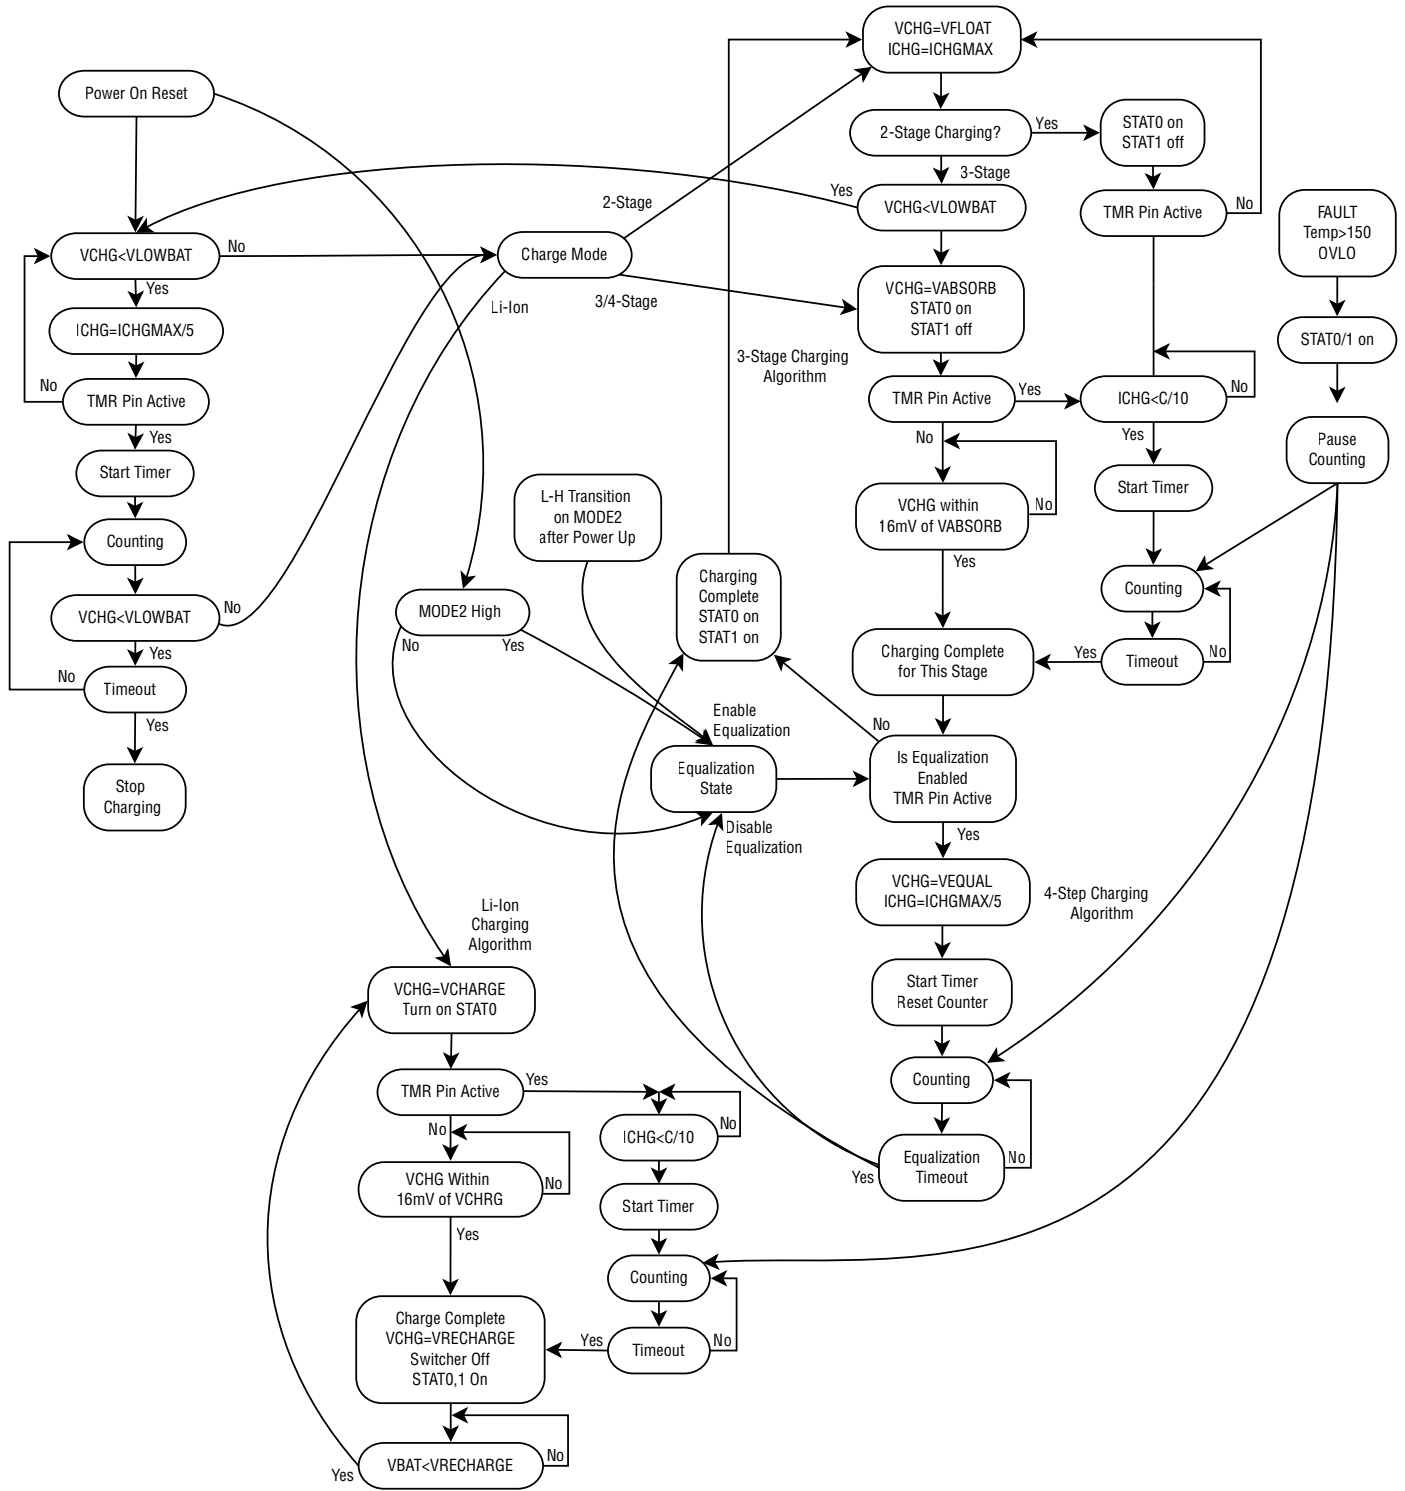 Power On Reset
VCHG<VLOWBAT
No
Yes
ICHG=ICHGMAX/5
No
TMR Pin Active
Yes
Start Timer
Counting
VCHG<VLOWBAT
No
Yes
No
Timeout
Yes
Stop
Charging
Charge Mode
2-Stage
3/4-Stage
Li-Ion
VCHG=VFLOAT
ICHG=ICHGMAX
2-Stage Charging?
Yes
STAT0 on
STAT1 off
3-Stage
Yes
VCHG<VLOWBAT
TMR Pin Active
No
FAULT
Temp>150
OVLO
STAT0/1 on
Pause
Counting
VCHG=VABSORB
STAT0 on
STAT1 off
3-Stage Charging
Algorithm
TMR Pin Active
Yes
ICHG<C/10
No
No
Yes
VCHG within
16mV of VABSORB
No
Start Timer
Yes
Counting
Charging Complete
for This Stage
Yes
Timeout
No
L-H Transition
on MODE2
after Power Up
Charging
Complete
STAT0 on
STAT1 on
MODE2 High
No
Yes
Enable
Equalization
Equalization
State
Disable
Equalization
No
Is Equalization
Enabled
TMR Pin Active
Yes
VCHG=VEQUAL
ICHG=ICHGMAX/5
4-Step Charging
Algorithm
Start Timer
Reset Counter
Counting
Equalization
Timeout
No
Yes
Li-Ion
Charging
Algorithm
VCHG=VCHARGE
Turn on STAT0
TMR Pin Active
Yes
No
ICHG<C/10
No
VCHG Within
16mV of VCHRG
No
Start Timer
Yes
Counting
Charge Complete
VCHG=VRECHARGE
Switcher Off
STAT0,1 On
Yes
Timeout
No
VBAT<VRECHARGE
No
Yes